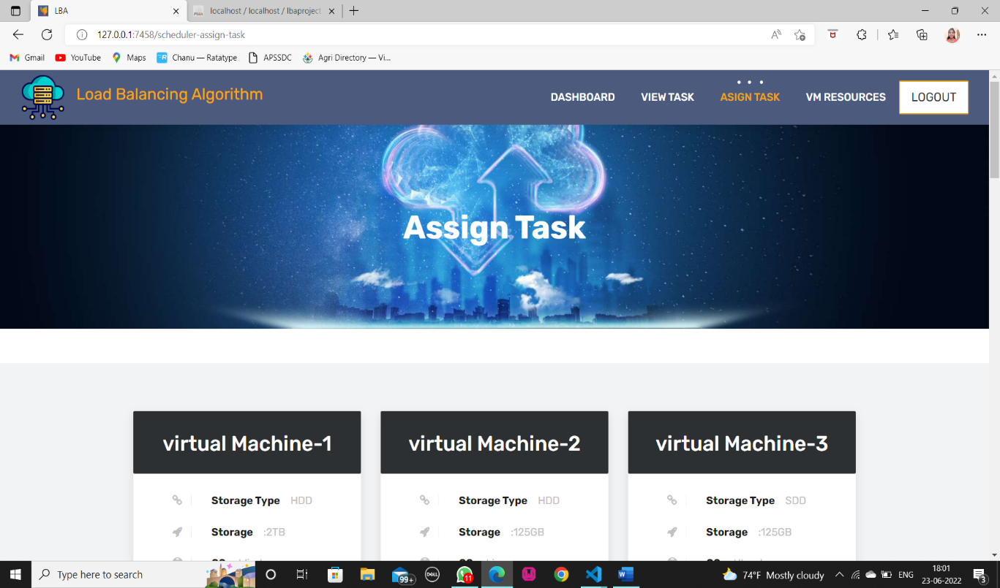 LBA
localhost / localhost / lbaproject
127.0.0.1:7458/scheduler-assign-task
Gmail YouTube Maps Chanu — Ratatype APSSDC Agri Directory — Vi...
Load Balancing Algorithm
DASHBOARD VIEW TASK ASIGN TASK VM RESOURCES LOGOUT
Assign Task
virtual Machine-1
Storage Type HDD
Storage :2TB
virtual Machine-2
Storage Type HDD
Storage :125GB
virtual Machine-3
Storage Type SDD
Storage :125GB
Type here to search
99+
DELL
11
74°F Mostly cloudy
ENG
18:01
23-06-2022
3